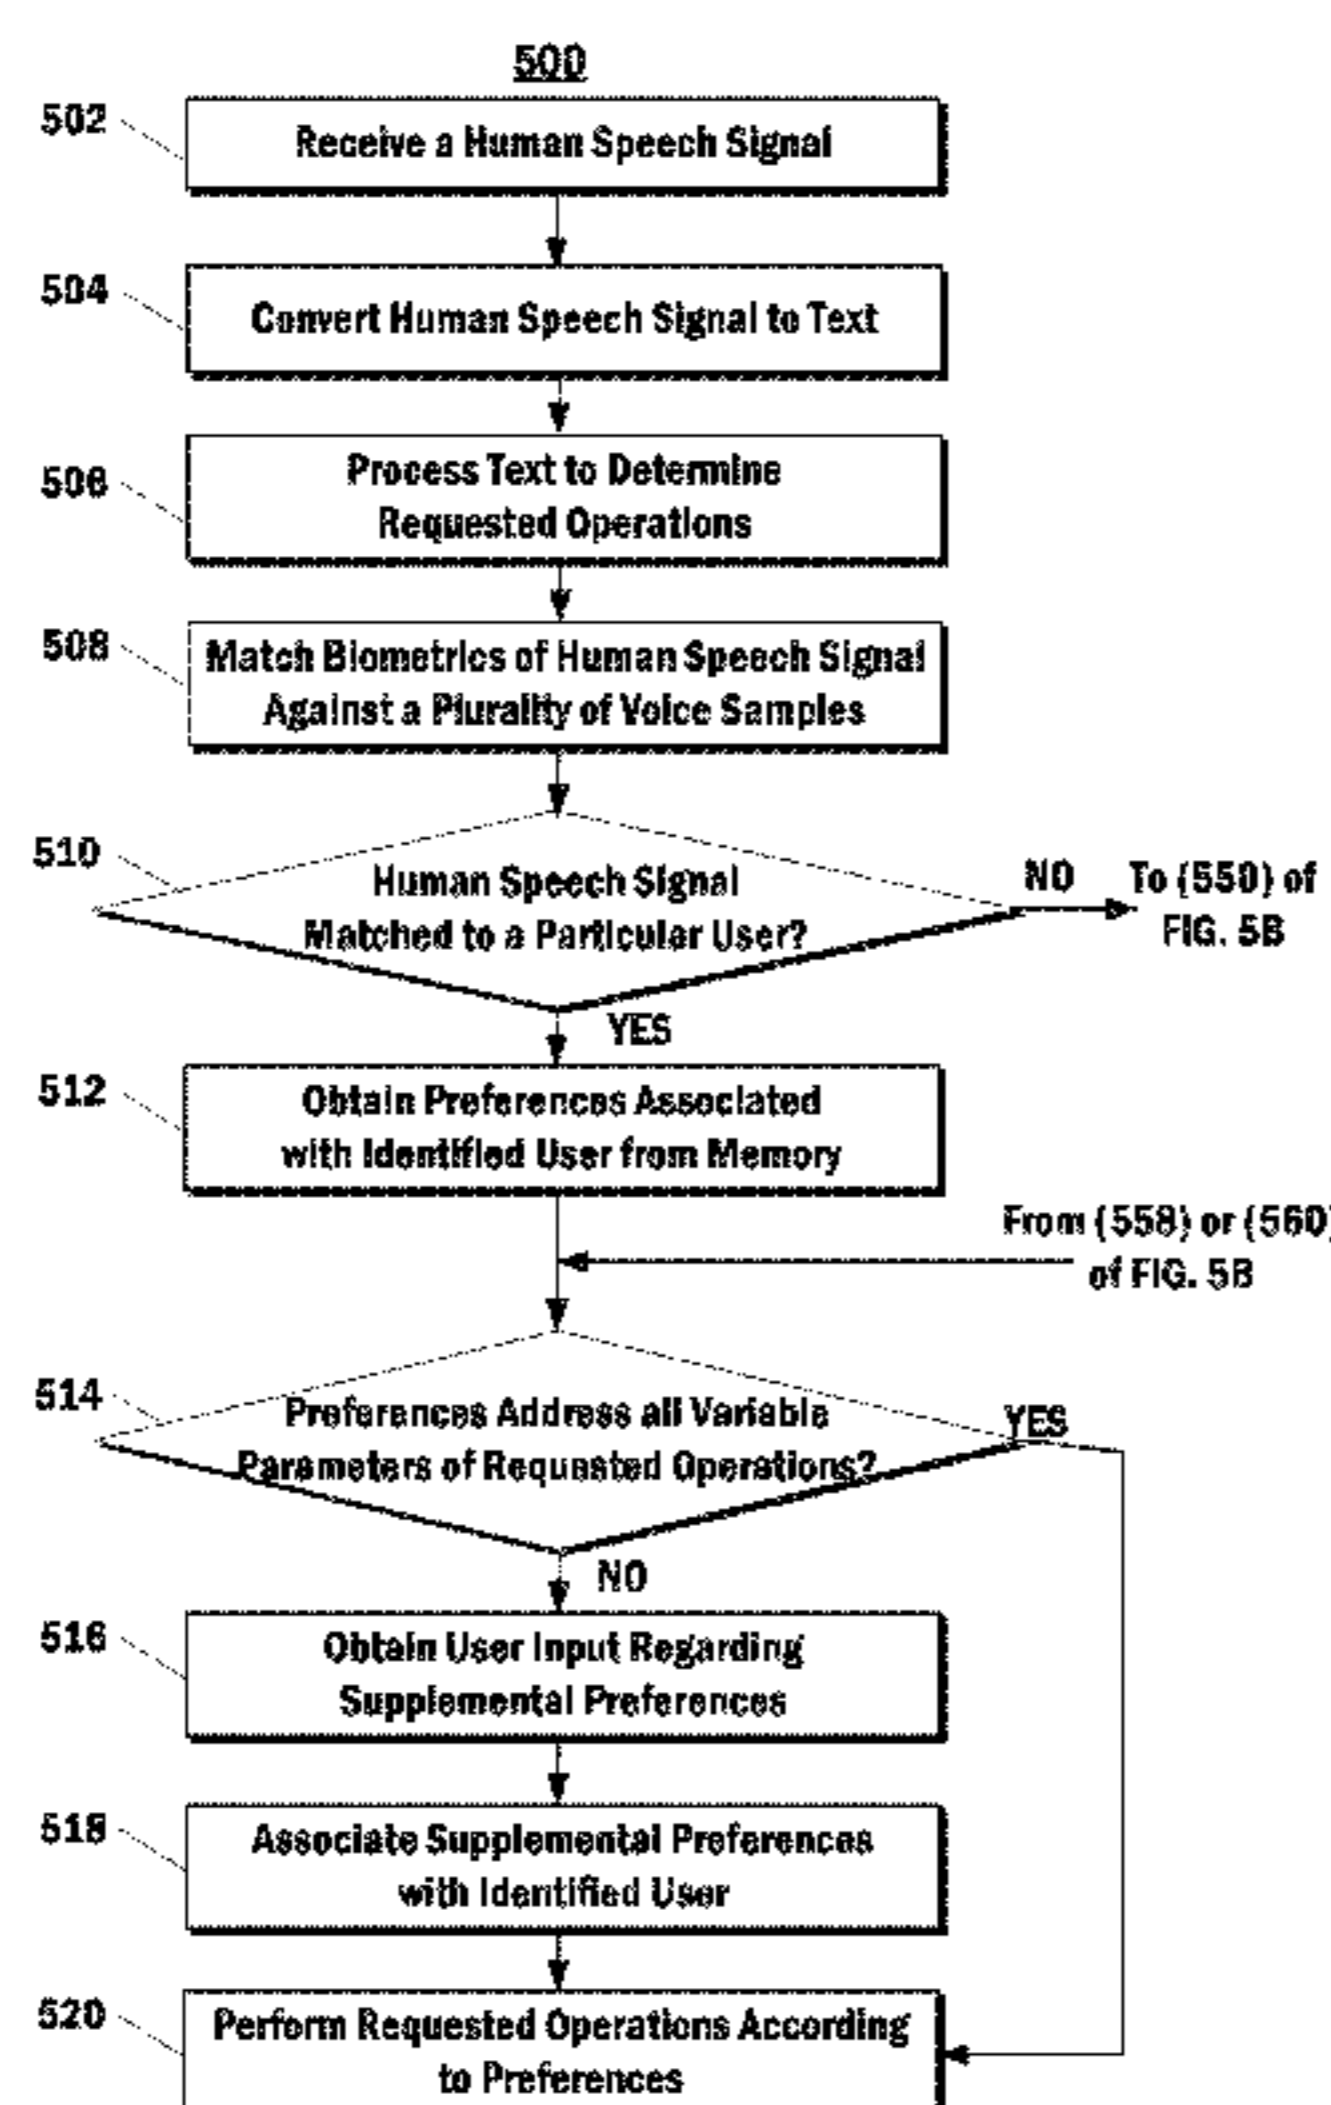 500
502
Receive a Human Speech Signal
504
Convert Human Speech Signal to Text
506
Process Text to Determine
Requested Operations
508
Match Biometrics of Human Speech Signal
Against a Plurality of Voice Samples
510
Human Speech Signal
Matched to a Particular User?
NO
To (550) of
FIG. 5B
YES
512
Obtain Preferences Associated
with Identified User from Memory
From (558) or (560)
of FIG. 5B
514
Preferences Address all Variable
Parameters of Requested Operations?
YES
NO
516
Obtain User Input Regarding
Supplemental Preferences
518
Associate Supplemental Preferences
with Identified User
520
Perform Requested Operations According
to Preferences